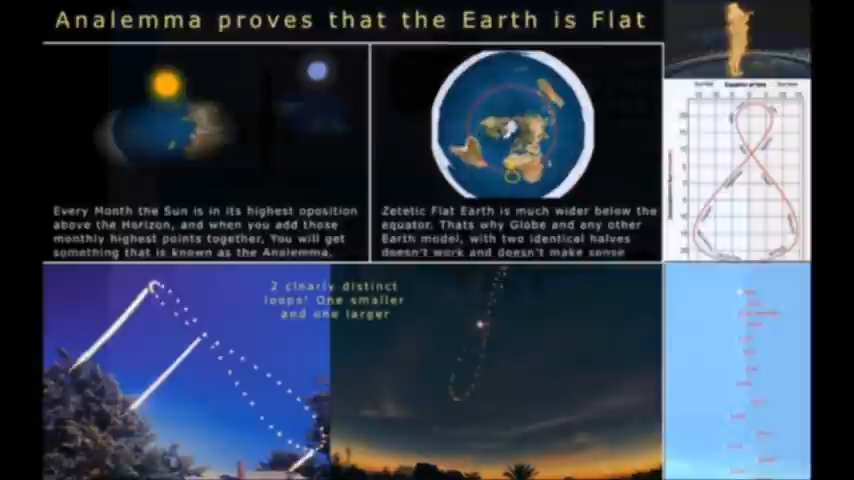 Analemma proves that the Earth is Flat
Every Month the Sun is in its highest opposition
above the Horizon, and when you add those
monthly highest points together, You will get
something that is known as the Analemma.
Zetetic Flat Earth is much wider below the
equator. Thats why Globe and any other
Earth model, with two identical halves
doesn't work and doesn't make sense
2 clearly distinct
loops! One smaller
and one larger